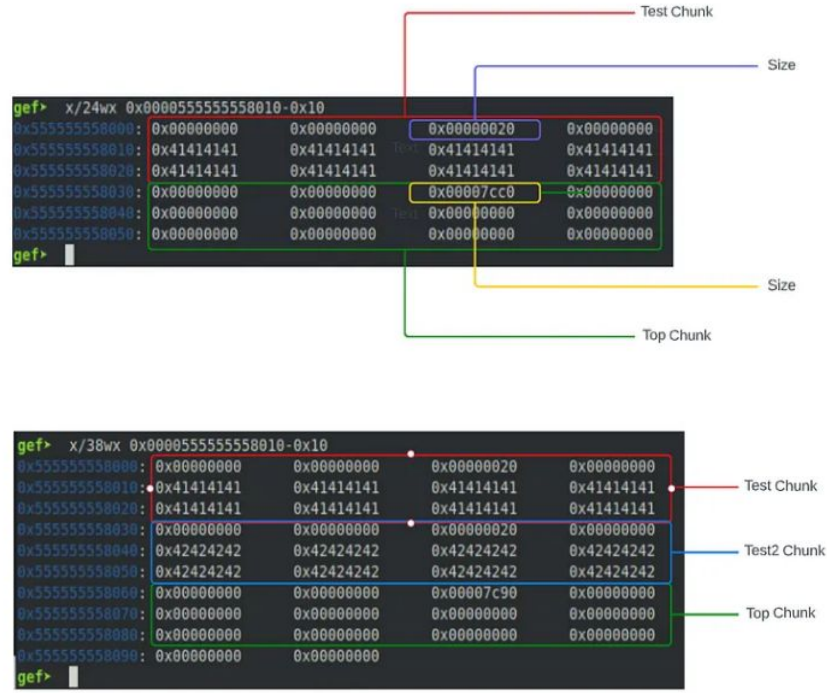 Test Chunk
Size
gef➤ x/24wx 0x0000555555558010-0x10
0x555555558000: 0x00000000 0x00000000 0x00000020 0x00000000
0x555555558010: 0x41414141 0x41414141 0x41414141 0x41414141
0x555555558020: 0x41414141 0x41414141 0x41414141 0x41414141
0x555555558030: 0x00000000 0x00000000 0x00007cc0 0x00000000
0x555555558040: 0x00000000 0x00000000 0x00000000 0x00000000
0x555555558050: 0x00000000 0x00000000 0x00000000 0x00000000
gef➤
Text
Text
Size
Top Chunk
gef➤ x/38wx 0x0000555555558010-0x10
0x555555558000: 0x00000000 0x00000000 0x00000020 0x00000000
0x555555558010: 0x41414141 0x41414141 0x41414141 0x41414141 Test Chunk
0x555555558020: 0x41414141 0x41414141 0x41414141 0x41414141
0x555555558030: 0x00000000 0x00000000 0x00000020 0x00000000
0x555555558040: 0x42424242 0x42424242 0x42424242 0x42424242 Test2 Chunk
0x555555558050: 0x42424242 0x42424242 0x42424242 0x42424242
0x555555558060: 0x00000000 0x00000000 0x00007c90 0x00000000
0x555555558070: 0x00000000 0x00000000 0x00000000 0x00000000 Top Chunk
0x555555558080: 0x00000000 0x00000000 0x00000000 0x00000000
0x555555558090: 0x00000000 0x00000000
gef➤